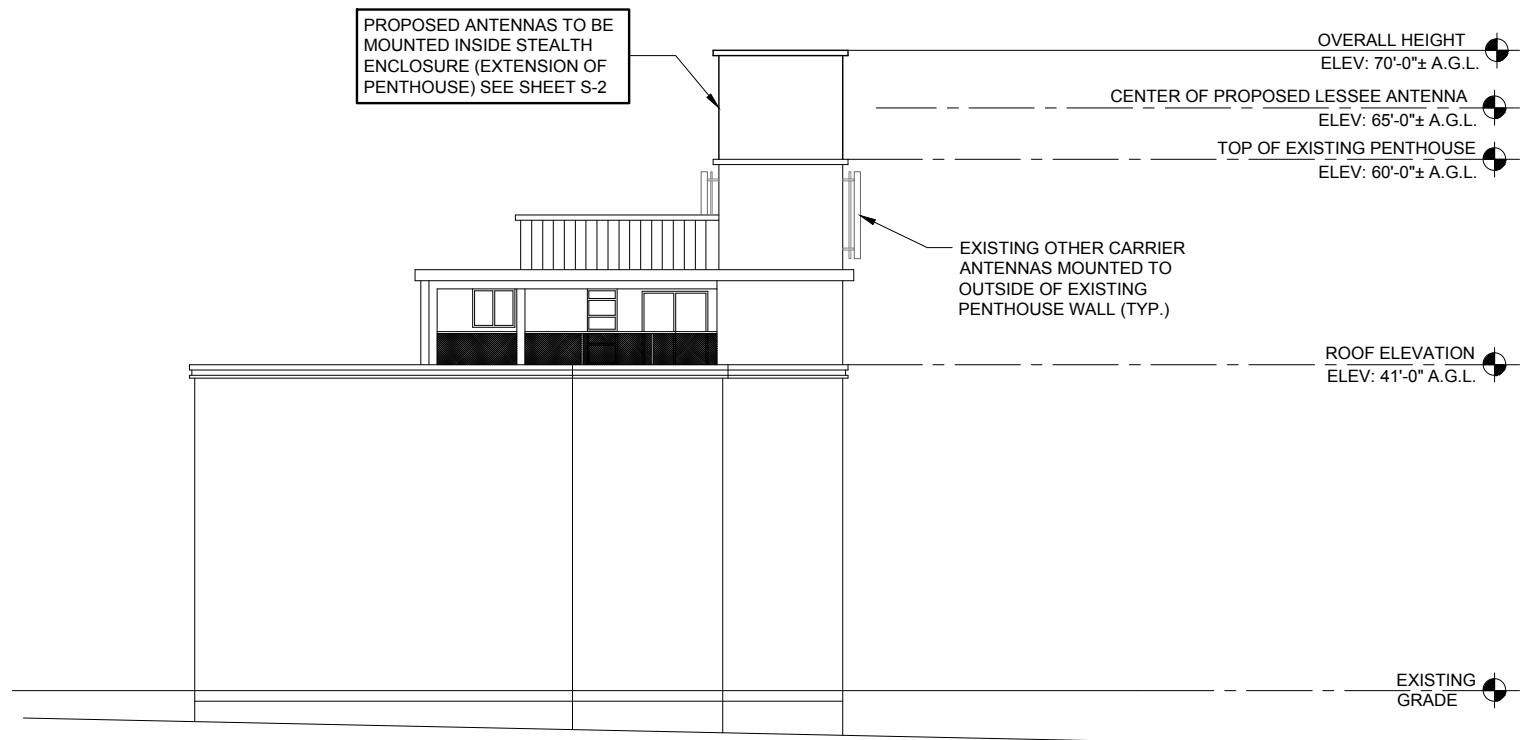 PROPOSED ANTENNAS TO BE
MOUNTED INSIDE STEALTH
ENCLOSURE (EXTENSION OF
PENTHOUSE) SEE SHEET S-2
OVERALL HEIGHT
ELEV: 70'-0"± A.G.L.
CENTER OF PROPOSED LESSEE ANTENNA
ELEV: 65'-0"± A.G.L.
TOP OF EXISTING PENTHOUSE
ELEV: 60'-0"± A.G.L.
EXISTING OTHER CARRIER
ANTENNAS MOUNTED TO
OUTSIDE OF EXISTING
PENTHOUSE WALL (TYP.)
ROOF ELEVATION
ELEV: 41'-0" A.G.L.
EXISTING
GRADE